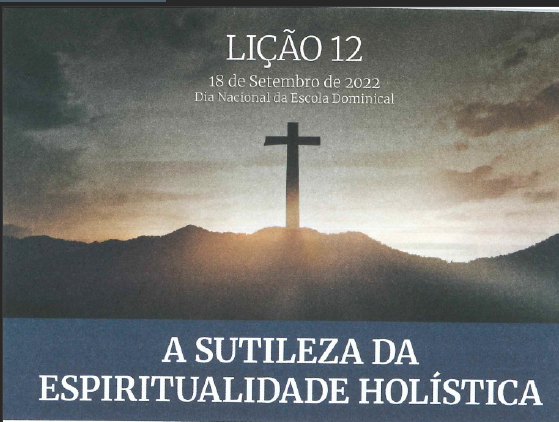 LIÇÃO 12
18 de Setembro de 2022
Dia Nacional da Escola Dominical
A SUTILEZA DA
ESPIRITUALIDADE HOLÍSTICA